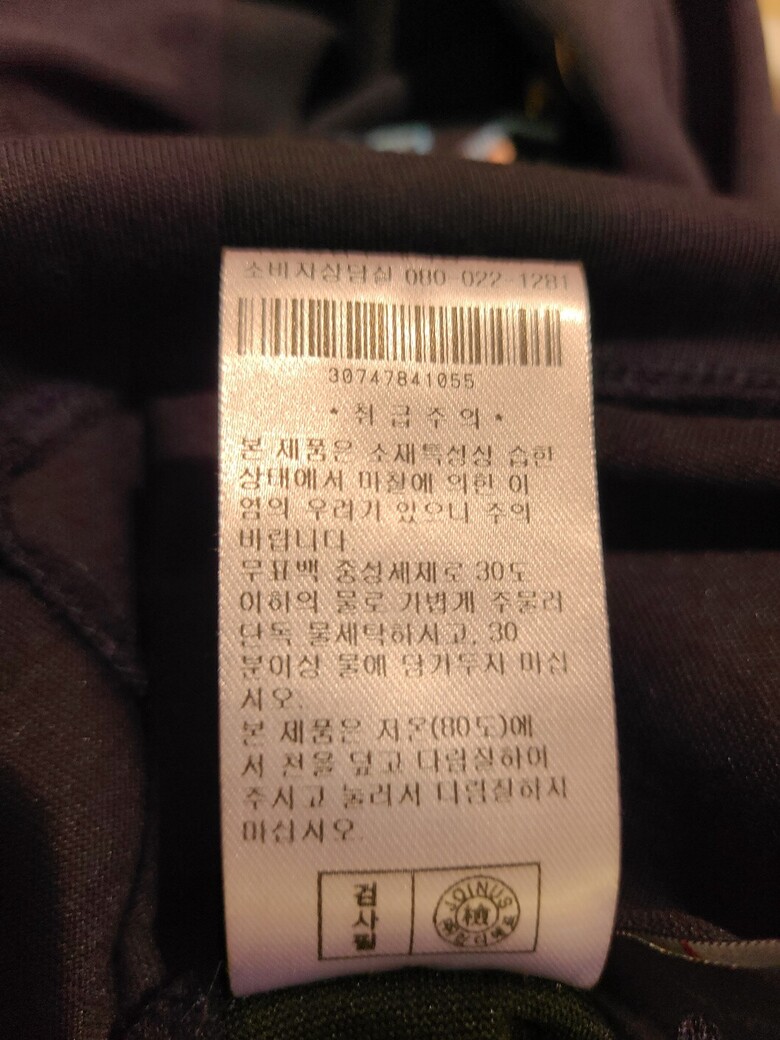 소비자상담실 080-022-1281
30747841055
* 취 급 주 의 *
본 제품은 소재특성상 습한
상태에서 마찰에 의한 이
염의 우려가 있으니 주의
바랍니다.
무표백 중성세제로 30도
이하의 물로 가볍게 주물러
단독 물세탁하시고, 30
분이상 물에 담가두지 마십
시오.
본 제품은 저온(80도)에
서 천을 덮고 다림질하여
주시고 눌러서 다림질하지
마십시오.
검사필
JOINUS